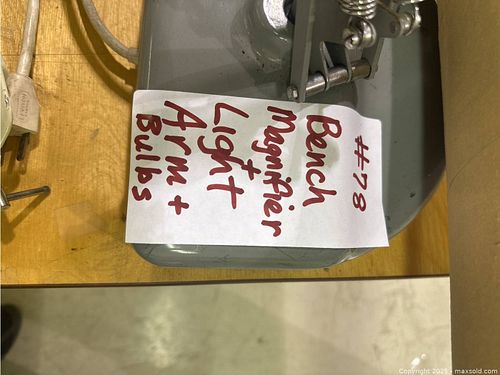 #78
Bench
Magnifier
+
Light
Arm +
Bulbs
Copyright 2025 - maxsold.com